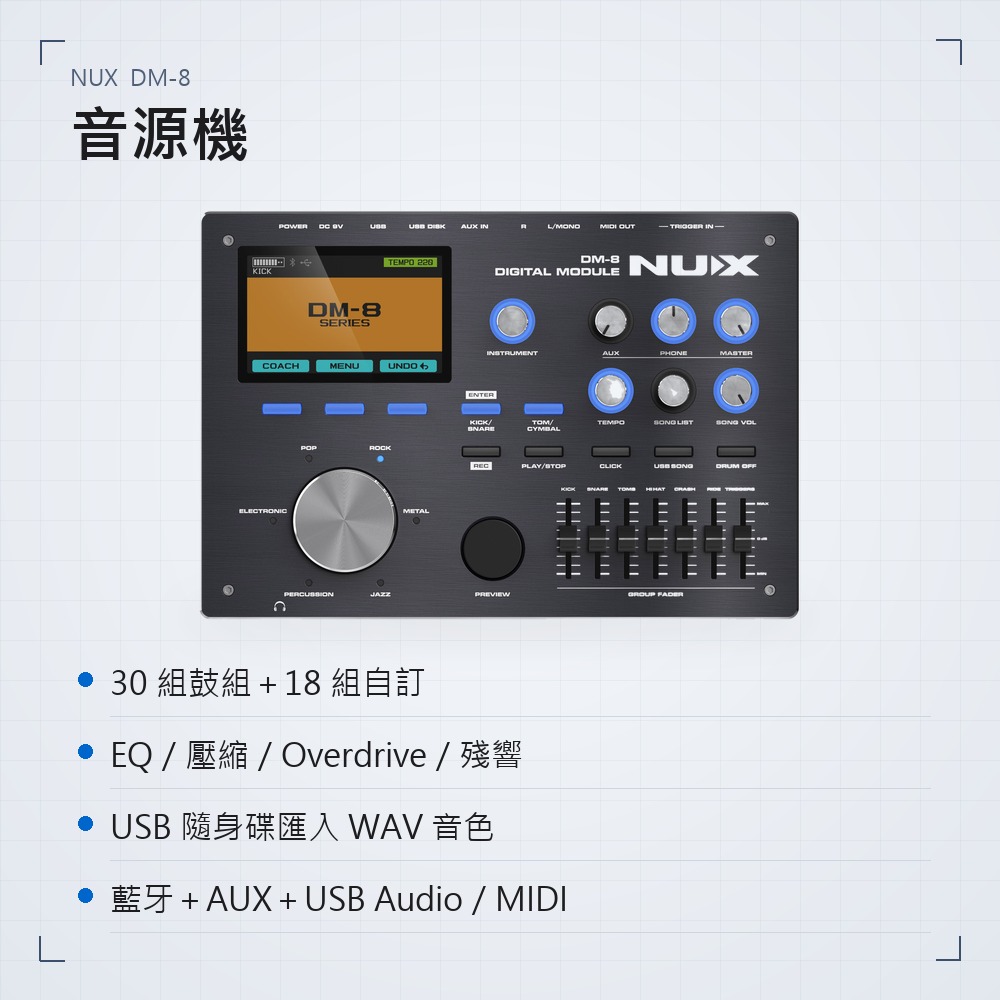 NUX DM-8
音源機
POWER DC 9V USB USB DISK AUX IN R L/MONO MIDI OUT TRIGGER IN
DM-8
DIGITAL MODULE NUX
KICK TEMPO 220
DM-8
SERIES
COACH MENU UNDO
INSTRUMENT AUX PHONE MASTER
ENTER
KICK/
SNARE
TOM/
CYMBAL
TEMPO SONG LIST SONG VOL
REC PLAY/STOP CLICK USB SONG DRUM OFF
POP ROCK
ELECTRONIC METAL
PERCUSSION JAZZ
KICK SNARE TOMS HI-HAT CRASH RIDE TRIGGERS
MAX
0 dB
MIN
PREVIEW GROUP FADER
30 組鼓組 + 18 組自訂
EQ / 壓縮 / Overdrive / 殘響
USB 隨身碟匯入 WAV 音色
藍牙 + AUX + USB Audio / MIDI